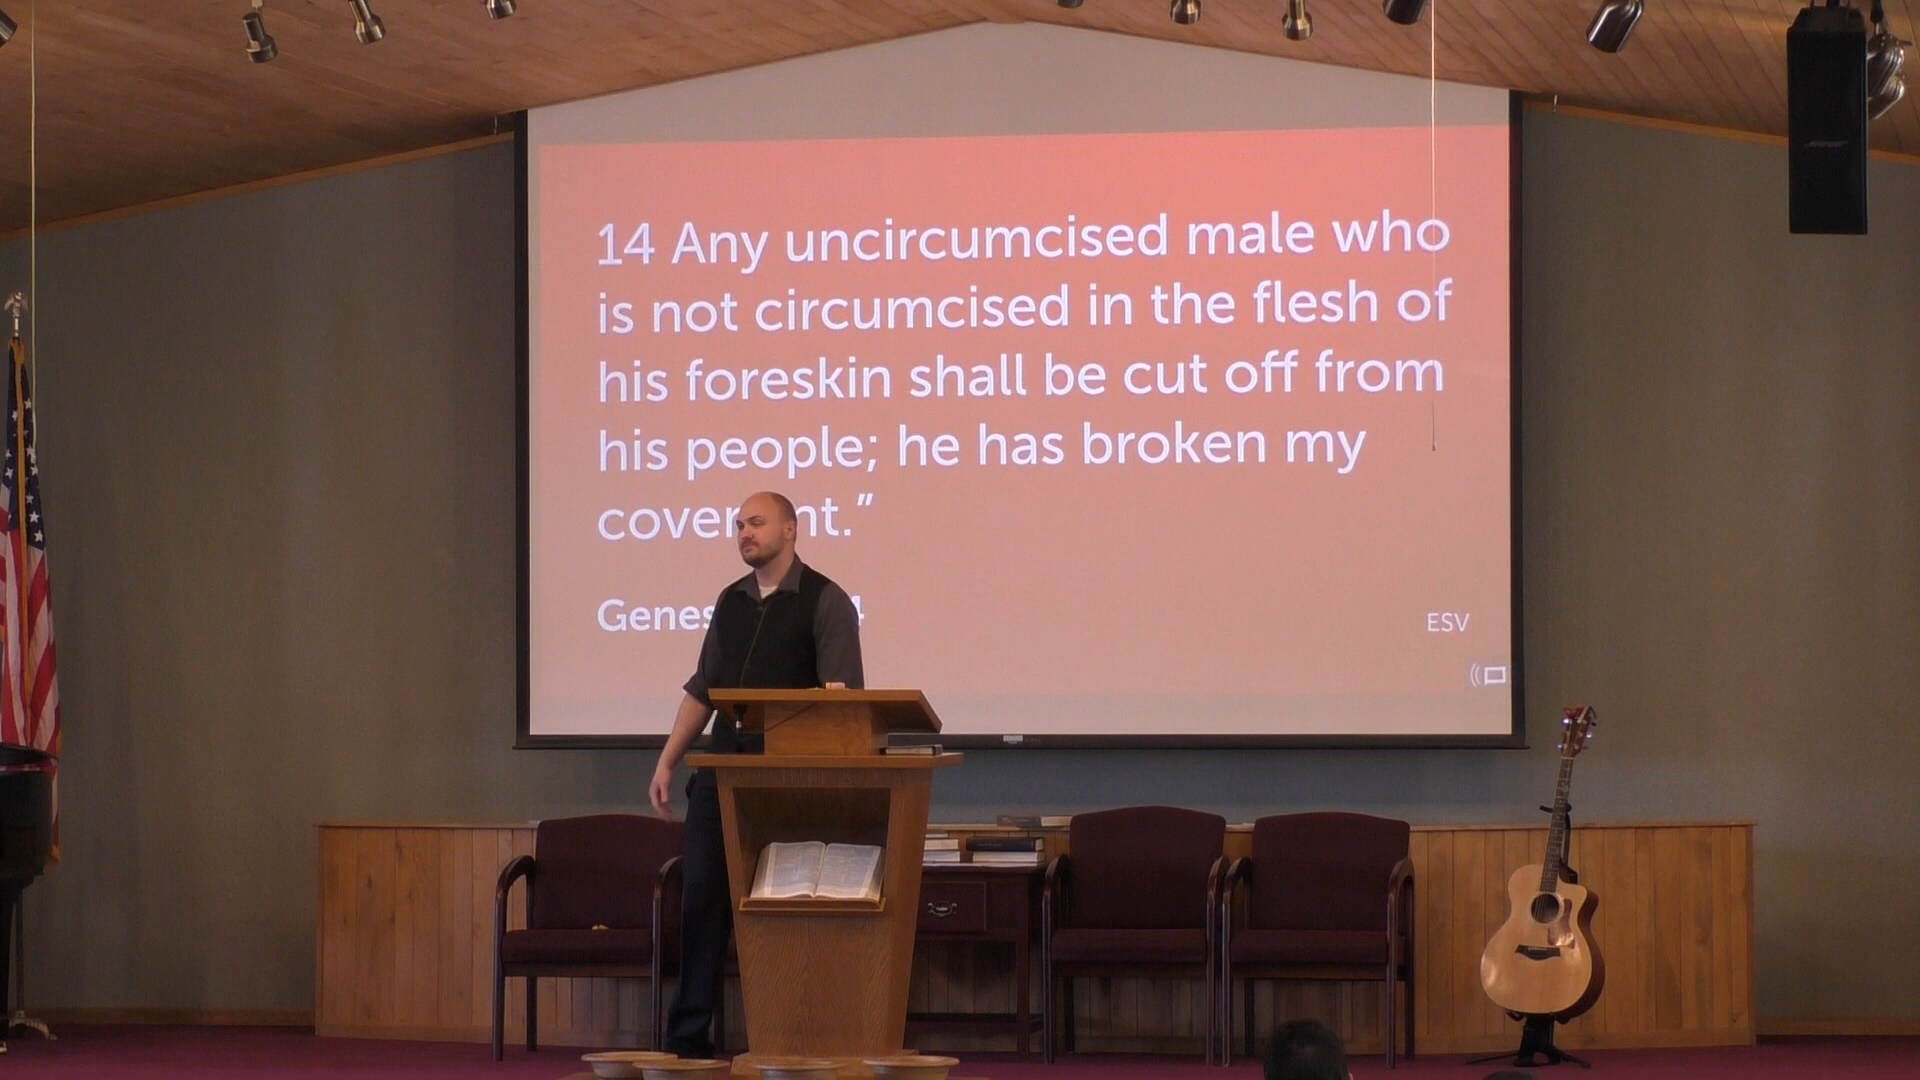 14 Any uncircumcised male who
is not circumcised in the flesh of
his foreskin shall be cut off from
his people; he has broken my
ESV
BOSE